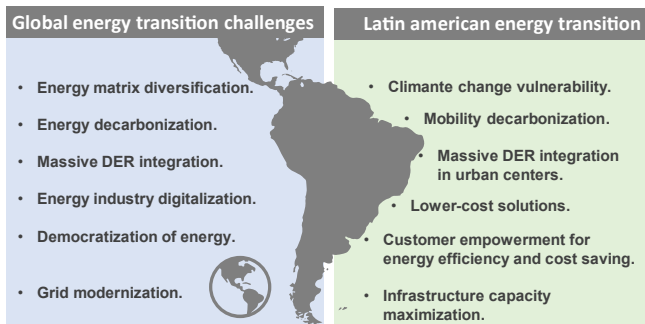 Global energy transition challenges
• Energy matrix diversification.
• Energy decarbonization.
• Massive DER integration.
• Energy industry digitalization.
• Democratization of energy.
• Grid modernization.
Latin american energy transition
• Climante change vulnerability.
• Mobility decarbonization.
• Massive DER integration
in urban centers.
• Lower-cost solutions.
• Customer empowerment for
energy efficiency and cost saving.
• Infrastructure capacity
maximization.